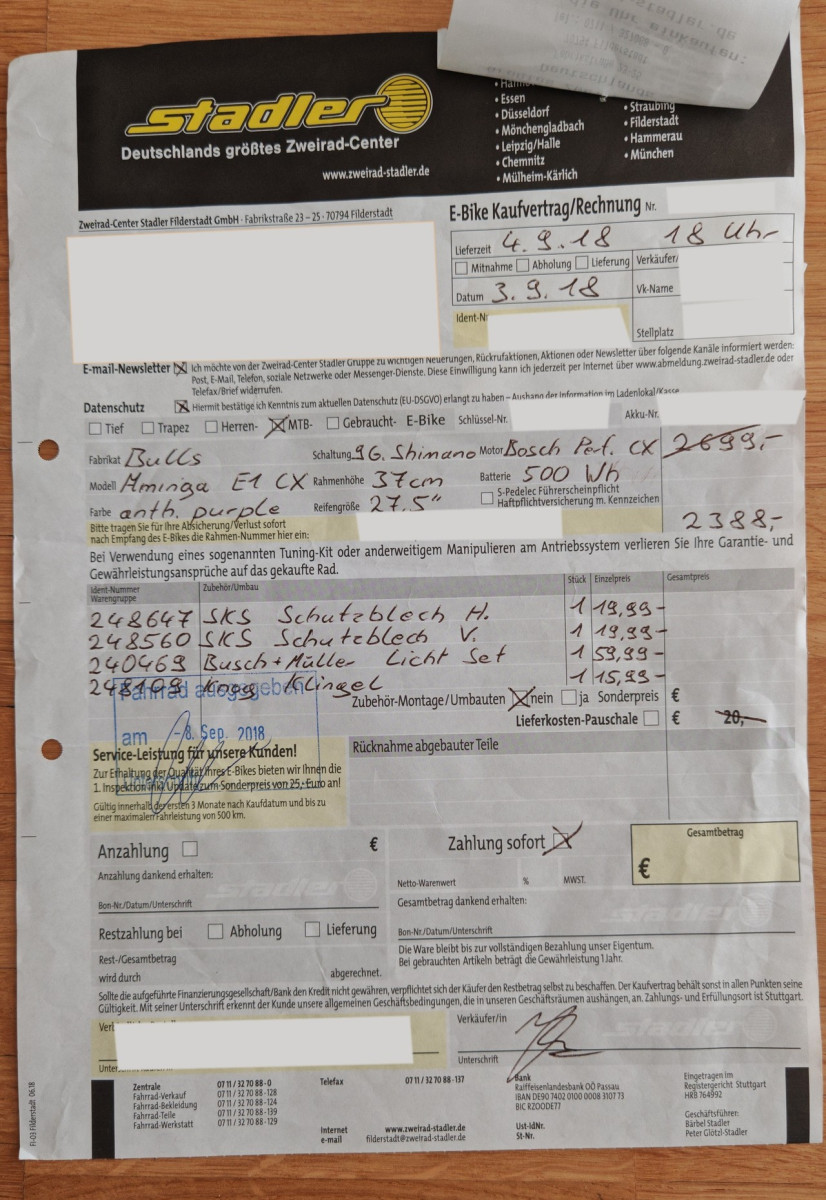 stadler
Deutschlands größtes Zweirad-Center
www.zweirad-stadler.de
• Essen
• Düsseldorf
• Mönchengladbach
• Leipzig/Halle
• Chemnitz
• Mülheim-Kärlich
• Straubing
• Filderstadt
• Hammerau
• München
Zweirad-Center Stadler Filderstadt GmbH · Fabrikstraße 23 – 25 · 70794 Filderstadt
E-Bike Kaufvertrag/Rechnung Nr.
Lieferzeit 4.9.18 18 Uhr
Mitnahme Abholung Lieferung Verkäufer/
Datum 3.9.18 Vk-Name
Ident-Nr
Stellplatz
E-mail-Newsletter Ich möchte von der Zweirad-Center Stadler Gruppe zu wichtigen Neuerungen, Rückrufaktionen, Aktionen oder Newsletter über folgende Kanäle informiert werden:
Post, E-Mail, Telefon, soziale Netzwerke oder Messenger-Dienste. Diese Einwilligung kann ich jederzeit per Internet über www.abmeldung.zweirad-stadler.de oder
Telefax/Brief widerrufen.
Datenschutz Hiermit bestätige ich Kenntnis zum aktuellen Datenschutz (EU-DSGVO) erlangt zu haben – Aushang der Information im Ladenlokal/Kasse
Tief Trapez Herren- MTB- Gebraucht- E-Bike Schlüssel-Nr. Akku-Nr.
Fabrikat Bulls Schaltung 9G. Shimano Motor Bosch Perf. CX 2699,-
Modell Aminga E1 CX Rahmenhöhe 37cm Batterie 500 Wh
Farbe anth. purple Reifengröße 27.5" S-Pedelec Führerscheinpflicht
Haftpflichtversicherung m. Kennzeichen
Bitte tragen Sie für Ihre Absicherung/Verlust sofort
nach Empfang des E-Bikes die Rahmen-Nummer hier ein: 2388,-
Bei Verwendung eines sogenannten Tuning-Kit oder anderweitigem Manipulieren am Antriebssystem verlieren Sie Ihre Garantie- und
Gewährleistungsansprüche auf das gekaufte Rad.
Ident-Nummer Zubehör/Umbau Stück Einzelpreis Gesamtpreis
Warengruppe
248647 SKS Schutzblech H. 1 19,99-
248560 SKS Schutzblech V. 1 19,99-
240469 Busch+Müller Licht Set 1 59,99-
248109 Kogg Klingel 1 15,99-
Fahrrad ausgegeben
am -8. Sep. 2018
Unterschrift
Zubehör-Montage/Umbauten nein ja Sonderpreis €
Lieferkosten-Pauschale € 20,-
Service-Leistung für unsere Kunden!
Zur Erhaltung der Qualität Ihres E-Bikes bieten wir Ihnen die
1. Inspektion inkl. Update zum Sonderpreis von 25,- Euro an!
Gültig innerhalb der ersten 3 Monate nach Kaufdatum und bis zu
einer maximalen Fahrleistung von 500 km.
Rücknahme abgebauter Teile
Anzahlung €
Zahlung sofort
Gesamtbetrag
€
Anzahlung dankend erhalten:
Netto-Warenwert % MWST.
Gesamtbetrag dankend erhalten:
Bon-Nr./Datum/Unterschrift
Bon-Nr./Datum/Unterschrift
Restzahlung bei Abholung Lieferung
Die Ware bleibt bis zur vollständigen Bezahlung unser Eigentum.
Bei gebrauchten Artikeln beträgt die Gewährleistung 1 Jahr.
Rest-/Gesamtbetrag
wird durch abgerechnet.
Sollte die aufgeführte Finanzierungsgesellschaft/Bank den Kredit nicht gewähren, verpflichtet sich der Käufer den Restbetrag selbst zu beschaffen. Der Kaufvertrag behält sonst in allen Punkten seine
Gültigkeit. Mit seiner Unterschrift erkennt der Kunde unsere allgemeinen Geschäftsbedingungen, die in unseren Geschäftsräumen aushängen, an. Zahlungs- und Erfüllungsort ist Stuttgart.
Verkäufer/in
Unterschrift
Zentrale 07 11 / 32 70 88 - 0
Fahrrad-Verkauf 07 11 / 32 70 88 - 128
Fahrrad-Bekleidung 07 11 / 32 70 88 - 124
Fahrrad-Teile 07 11 / 32 70 88 - 139
Fahrrad-Werkstatt 07 11 / 32 70 88 - 129
Telefax 07 11 / 32 70 88 - 137
Internet www.zweirad-stadler.de
e-mail filderstadt@zweirad-stadler.de
Bank
Raiffeisenlandesbank OÖ Passau
IBAN DE90 7402 0100 0008 3107 73
BIC RZOODE77
Ust-IdNr.
St-Nr.
Eingetragen im
Registergericht Stuttgart
HRB 764992
Geschäftsführer:
Bärbel Stadler
Peter Glötzl-Stadler
FI-03 Filderstadt 06.18